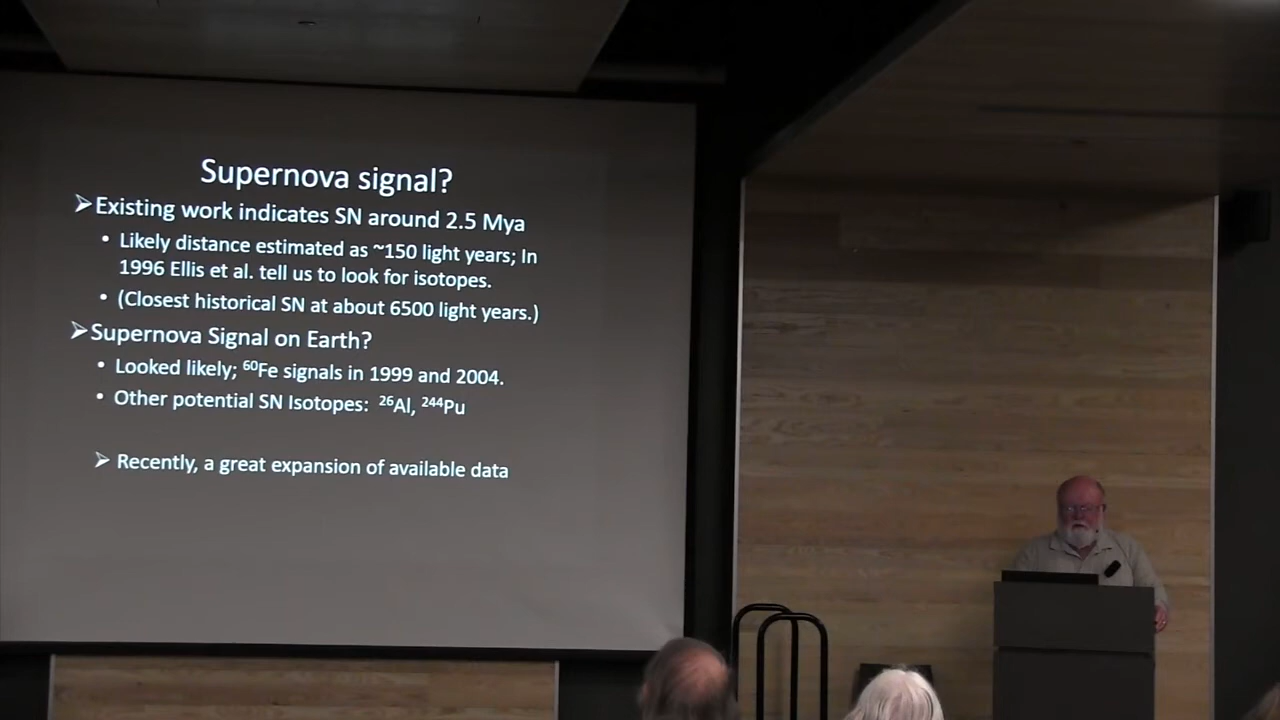 Supernova signal?
➢Existing work indicates SN around 2.5 Mya
• Likely distance estimated as ~150 light years; In
1996 Ellis et al. tell us to look for isotopes.
• (Closest historical SN at about 6500 light years.)
➢Supernova Signal on Earth?
• Looked likely; ⁶⁰Fe signals in 1999 and 2004.
• Other potential SN Isotopes: ²⁶Al, ²⁴⁴Pu
➢ Recently, a great expansion of available data